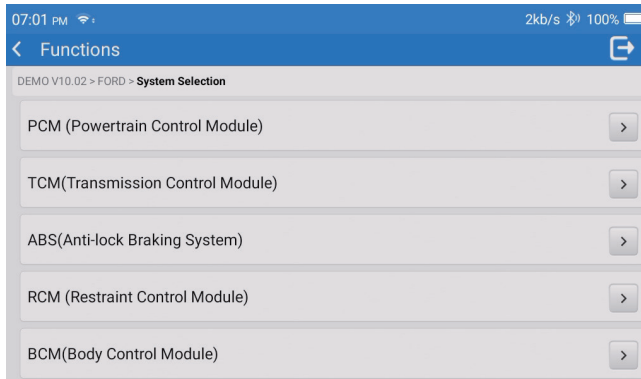 07:01 PM
2kb/s 100%
Functions
DEMO V10.02 > FORD > System Selection
PCM (Powertrain Control Module)
TCM(Transmission Control Module)
ABS(Anti-lock Braking System)
RCM (Restraint Control Module)
BCM(Body Control Module)